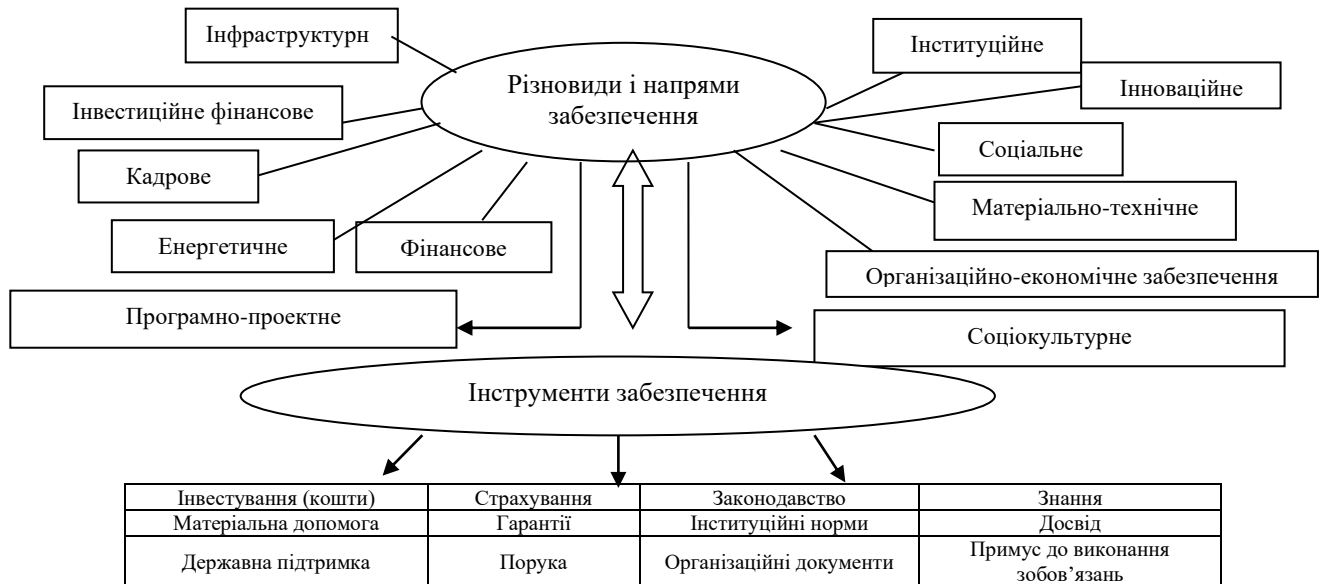 Інфраструктурн
Інституційне
Різновиди і напрями
забезпечення
Інноваційне
Інвестиційне фінансове
Соціальне
Кадрове
Матеріально-технічне
Енергетичне
Фінансове
Організаційно-економічне забезпечення
Програмно-проектне
Соціокультурне
Інструменти забезпечення
Інвестування (кошти) Страхування Законодавство Знання
Матеріальна допомога Гарантії Інституційні норми Досвід
Державна підтримка Порука Організаційні документи Примус до виконання
зобов’язань